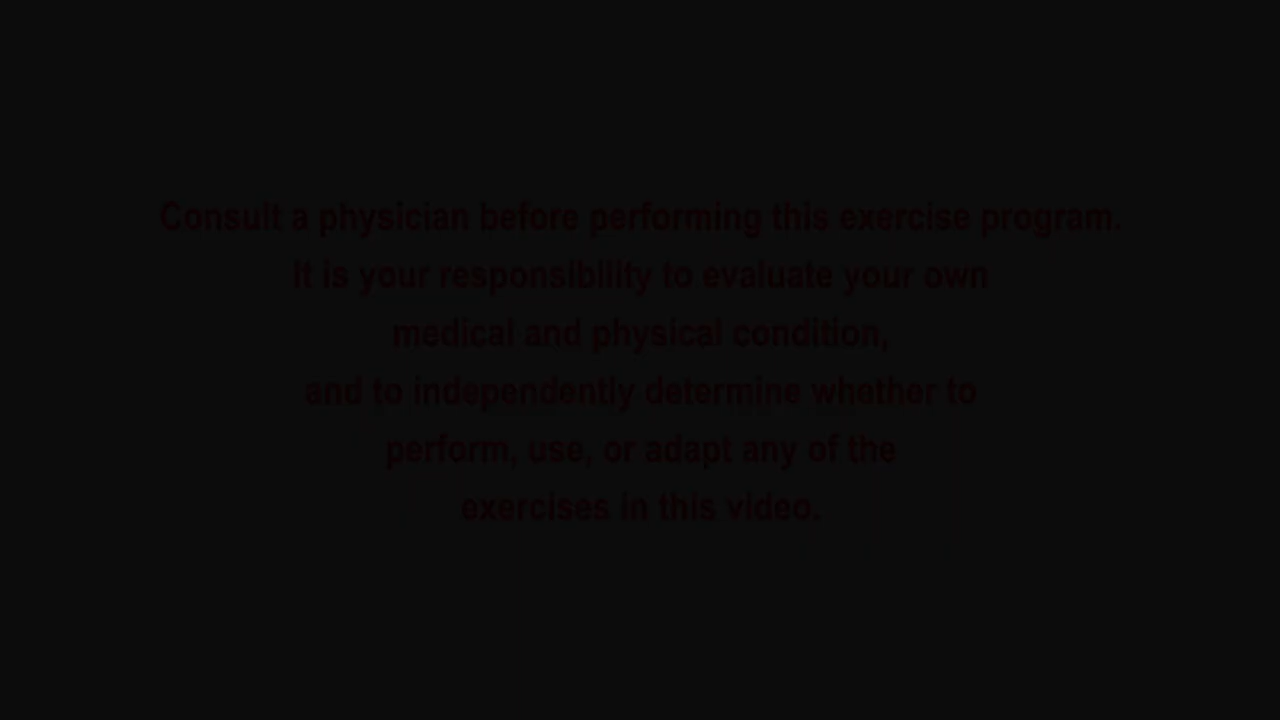 Consult a physician before performing this exercise program.
It is your responsibility to evaluate your own
medical and physical condition,
and to independently determine whether to
perform, use, or adapt any of the
exercises in this video.